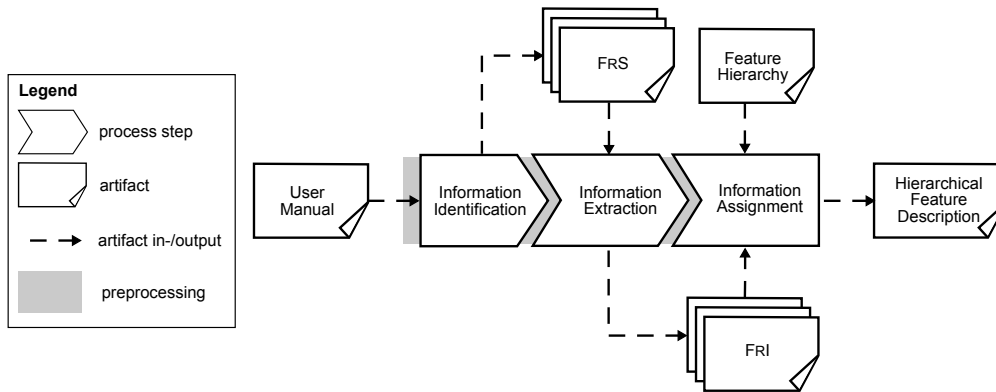 Legend
process step
artifact
artifact in-/output
preprocessing
FRS
Feature
Hierarchy
User
Manual
Information
Identification
Information
Extraction
Information
Assignment
Hierarchical
Feature
Description
FRI